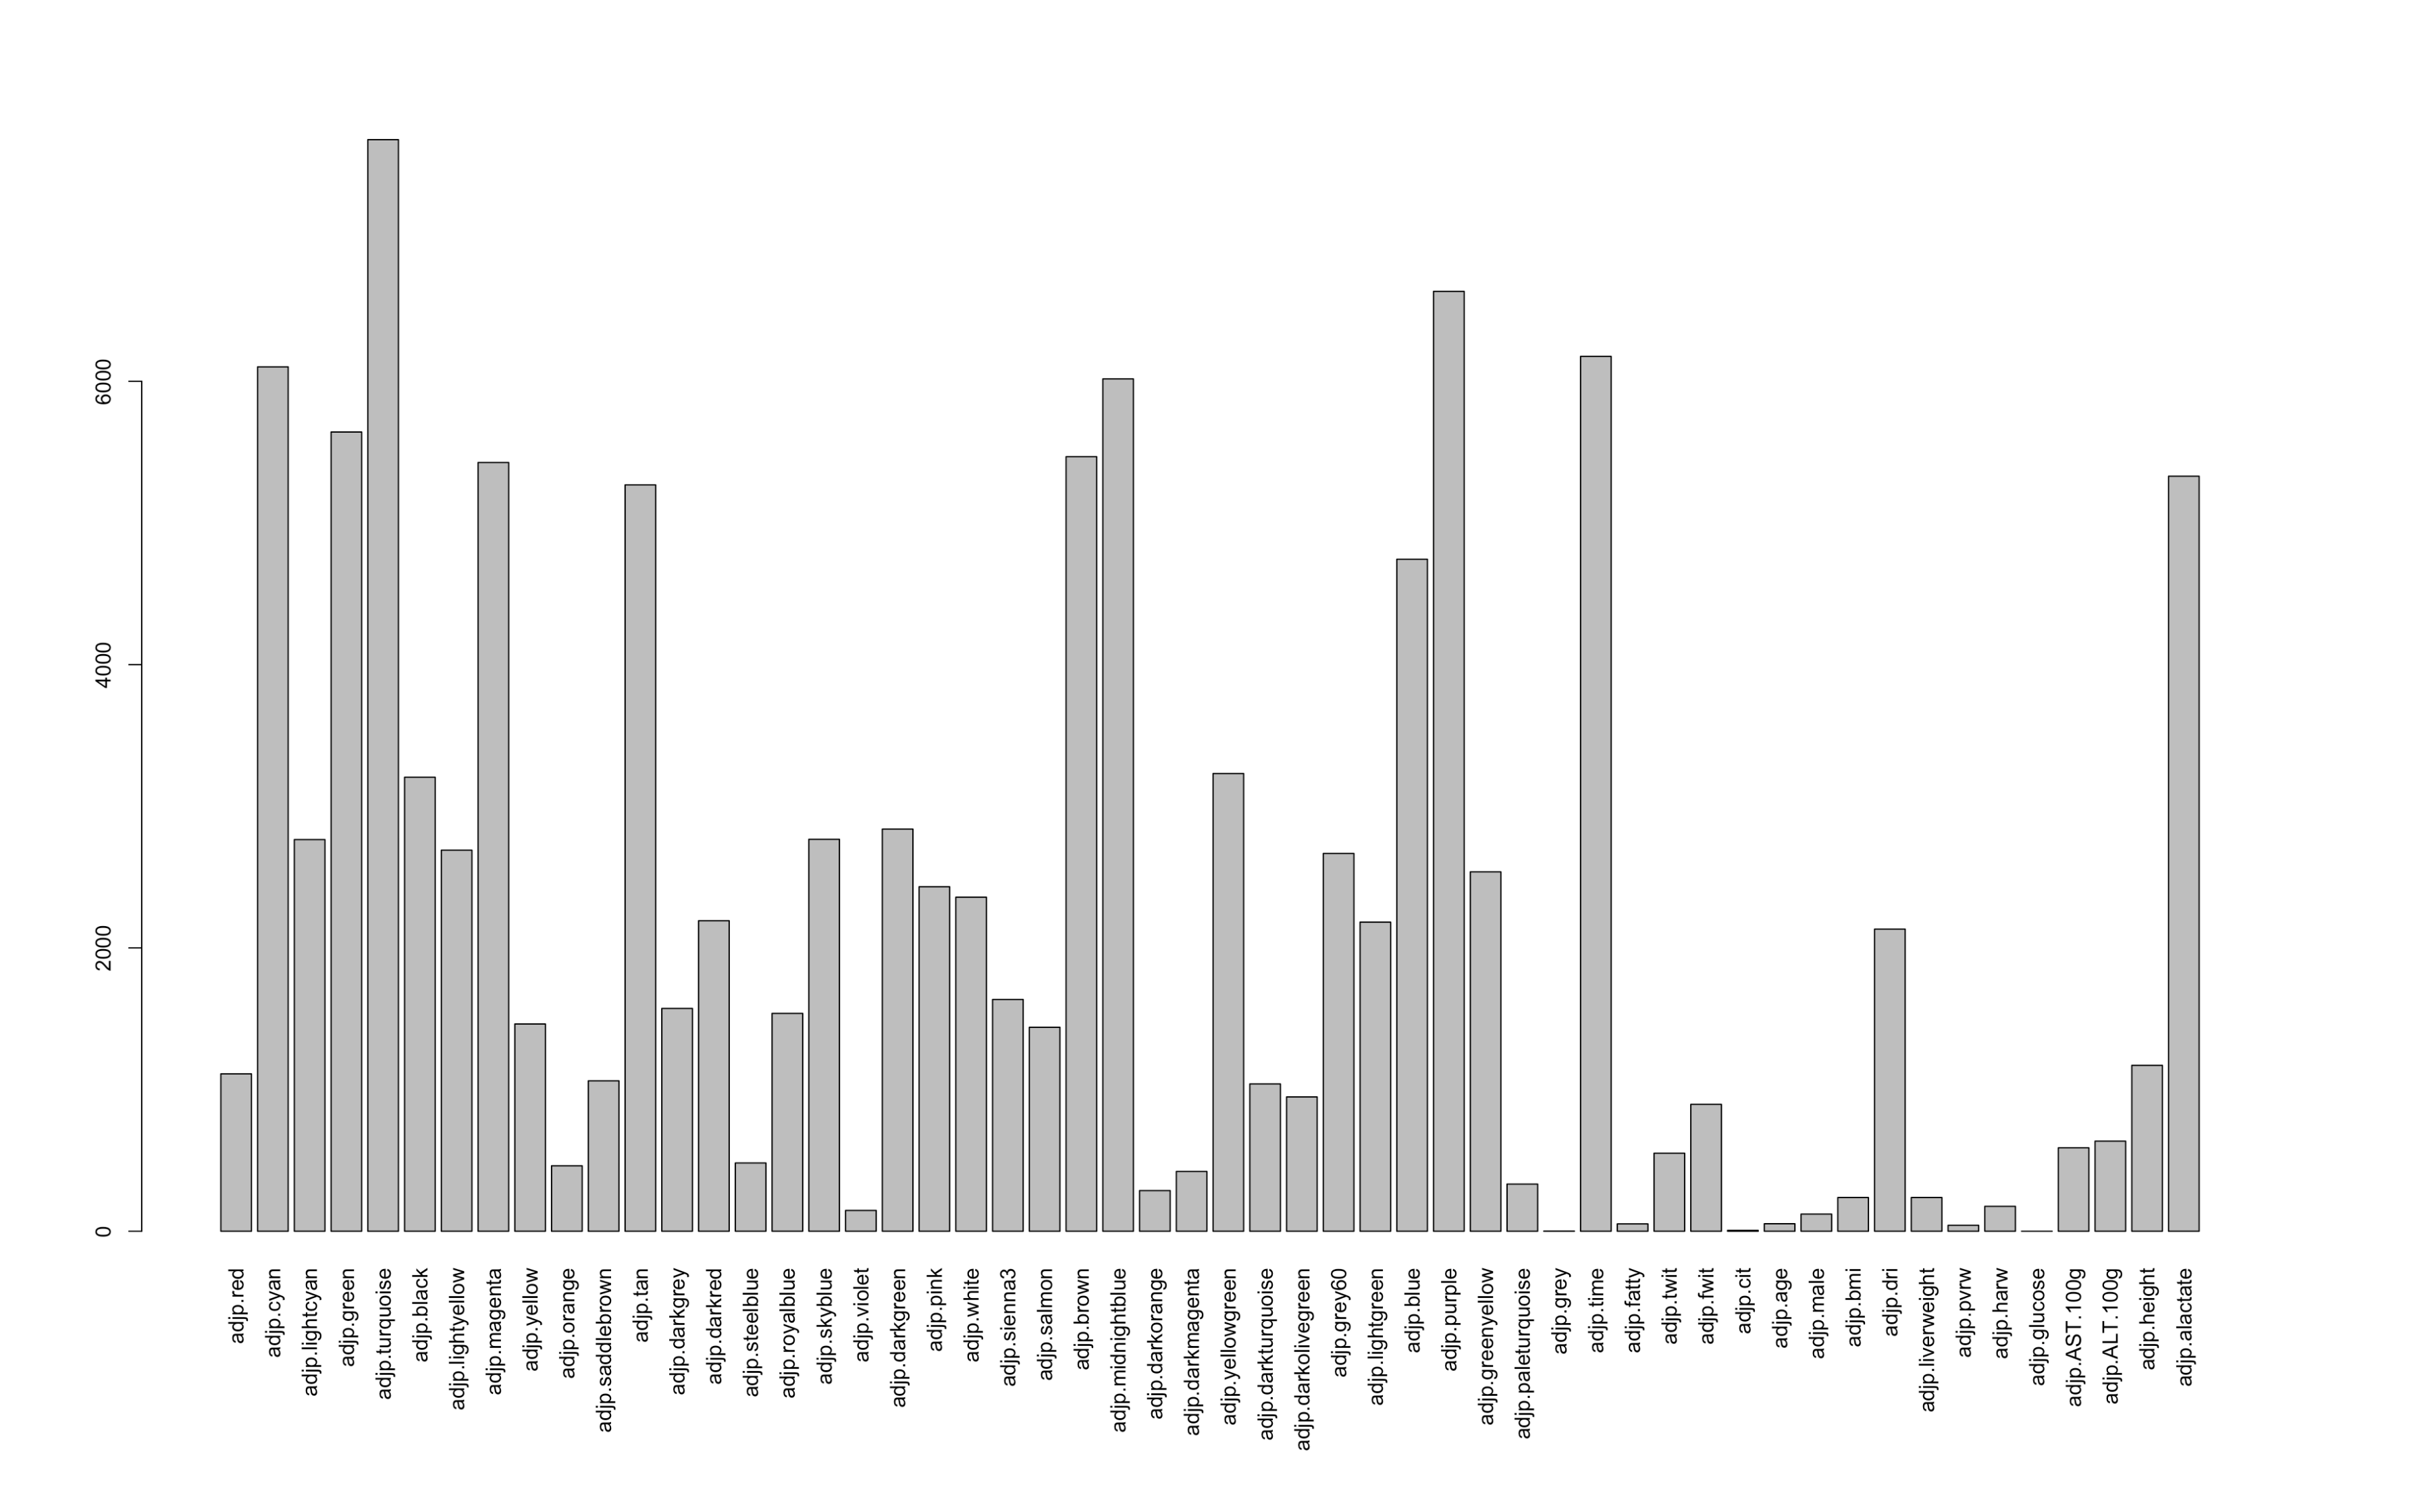 6000
4000
2000
0
adjp.red
adjp.cyan
adjp.lightcyan
adjp.green
adjp.turquoise
adjp.black
adjp.lightyellow
adjp.magenta
adjp.yellow
adjp.orange
adjp.saddlebrown
adjp.tan
adjp.darkgrey
adjp.darkred
adjp.steelblue
adjp.royalblue
adjp.skyblue
adjp.violet
adjp.darkgreen
adjp.pink
adjp.white
adjp.sienna3
adjp.salmon
adjp.brown
adjp.midnightblue
adjp.darkorange
adjp.darkmagenta
adjp.yellowgreen
adjp.darkturquoise
adjp.darkolivegreen
adjp.grey60
adjp.lightgreen
adjp.blue
adjp.purple
adjp.greenyellow
adjp.paleturquoise
adjp.grey
adjp.time
adjp.fatty
adjp.twit
adjp.fwit
adjp.cit
adjp.age
adjp.male
adjp.bmi
adjp.dri
adjp.liverweight
adjp.pvrw
adjp.harw
adjp.glucose
adjp.AST.100g
adjp.ALT.100g
adjp.height
adjp.alactate